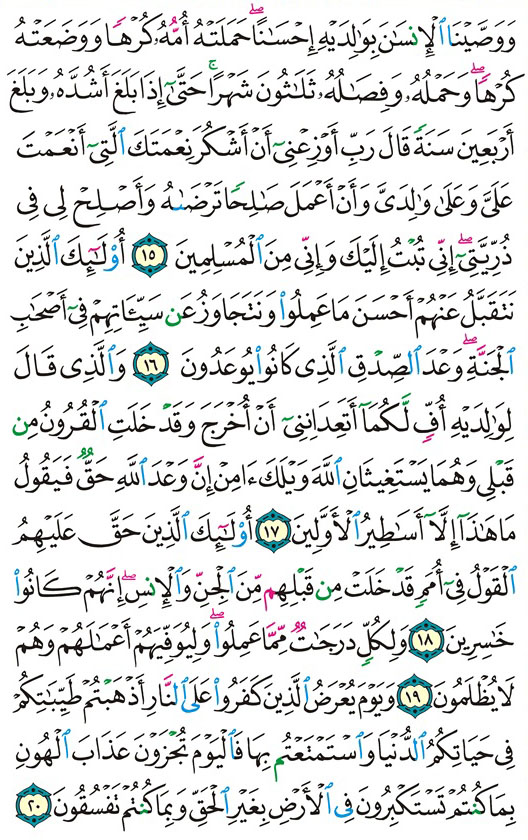 وَوَصَّيْنَا ٱلْإِنسَٰنَ بِوَٰلِدَيْهِ إِحْسَٰنًاۖ حَمَلَتْهُ أُمُّهُۥ كُرْهًا وَوَضَعَتْهُ
كُرْهًاۖ وَحَمْلُهُۥ وَفِصَٰلُهُۥ ثَلَٰثُونَ شَهْرًاۚ حَتَّىٰٓ إِذَا بَلَغَ أَشُدَّهُۥ وَبَلَغَ
أَرْبَعِينَ سَنَةً قَالَ رَبِّ أَوْزِعْنِىٓ أَنْ أَشْكُرَ نِعْمَتَكَ ٱلَّتِىٓ أَنْعَمْتَ
عَلَىَّ وَعَلَىٰ وَٰلِدَىَّ وَأَنْ أَعْمَلَ صَٰلِحًا تَرْضَىٰهُ وَأَصْلِحْ لِى فِى
ذُرِّيَّتِىٓۖ إِنِّى تُبْتُ إِلَيْكَ وَإِنِّى مِنَ ٱلْمُسْلِمِينَ ١٥ أُو۟لَٰٓئِكَ ٱلَّذِينَ
نَتَقَبَّلُ عَنْهُمْ أَحْسَنَ مَا عَمِلُوا۟ وَنَتَجَاوَزُ عَن سَيِّـَٔاتِهِمْ فِىٓ أَصْحَٰبِ
ٱلْجَنَّةِۖ وَعْدَ ٱلصِّدْقِ ٱلَّذِى كَانُوا۟ يُوعَدُونَ ١٦ وَٱلَّذِى قَالَ
لِوَٰلِدَيْهِ أُفٍّ لَّكُمَآ أَتَعِدَانِنِىٓ أَنْ أُخْرَجَ وَقَدْ خَلَتِ ٱلْقُرُونُ مِن
قَبْلِى وَهُمَا يَسْتَغِيثَانِ ٱللَّهَ وَيْلَكَ ءَامِنْ إِنَّ وَعْدَ ٱللَّهِ حَقٌّ فَيَقُولُ
مَا هَٰذَآ إِلَّآ أَسَٰطِيرُ ٱلْأَوَّلِينَ ١٧ أُو۟لَٰٓئِكَ ٱلَّذِينَ حَقَّ عَلَيْهِمُ
ٱلْقَوْلُ فِىٓ أُمَمٍ قَدْ خَلَتْ مِن قَبْلِهِم مِّنَ ٱلْجِنِّ وَٱلْإِنسِۖ إِنَّهُمْ كَانُوا۟
خَٰسِرِينَ ١٨ وَلِكُلٍّ دَرَجَٰتٌ مِّمَّا عَمِلُوا۟ۖ وَلِيُوَفِّيَهُمْ أَعْمَٰلَهُمْ وَهُمْ
لَا يُظْلَمُونَ ١٩ وَيَوْمَ يُعْرَضُ ٱلَّذِينَ كَفَرُوا۟ عَلَى ٱلنَّارِ أَذْهَبْتُمْ طَيِّبَٰتِكُمْ
فِى حَيَاتِكُمُ ٱلدُّنْيَا وَٱسْتَمْتَعْتُم بِهَا فَٱلْيَوْمَ تُجْزَوْنَ عَذَابَ ٱلْهُونِ
بِمَا كُنتُمْ تَسْتَكْبِرُونَ فِى ٱلْأَرْضِ بِغَيْرِ ٱلْحَقِّ وَبِمَا كُنتُمْ تَفْسُقُونَ ٢٠